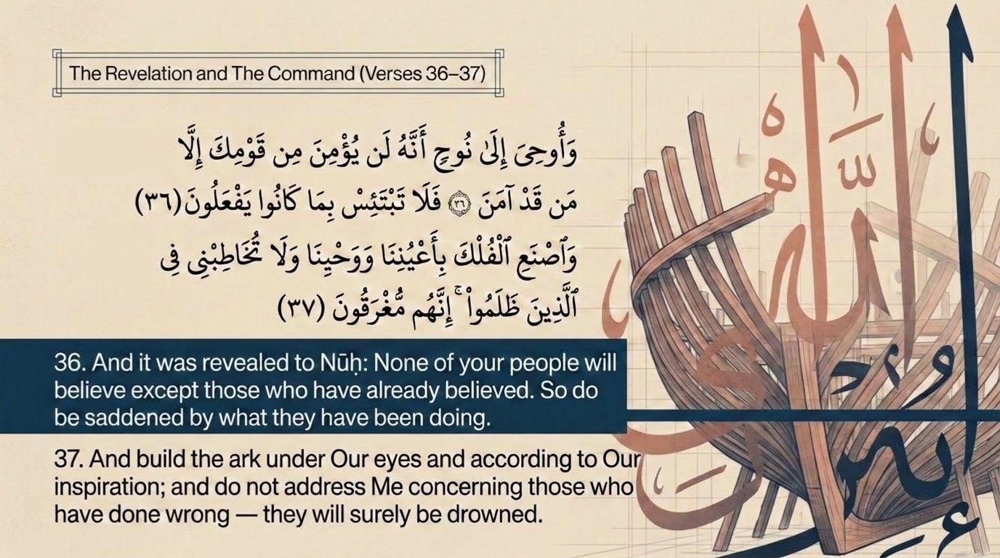 The Revelation and The Command (Verses 36–37)
وَأُوحِىَ إِلَىٰ نُوحٍ أَنَّهُ لَن يُؤْمِنَ مِن قَوْمِكَ إِلَّا
مَن قَدْ آمَنَ ۝٣٦ فَلَا تَبْتَئِسْ بِمَا كَانُوا يَفْعَلُونَ (٣٦)
وَٱصْنَعِ ٱلْفُلْكَ بِأَعْيُنِنَا وَوَحْيِنَا وَلَا تُخَاطِبْنِى فِى
ٱلَّذِينَ ظَلَمُوا۟ ۚ إِنَّهُم مُّغْرَقُونَ (٣٧)
36. And it was revealed to Nūḥ: None of your people will
believe except those who have already believed. So do
be saddened by what they have been doing.
37. And build the ark under Our eyes and according to Our
inspiration; and do not address Me concerning those who
have done wrong — they will surely be drowned.
الله